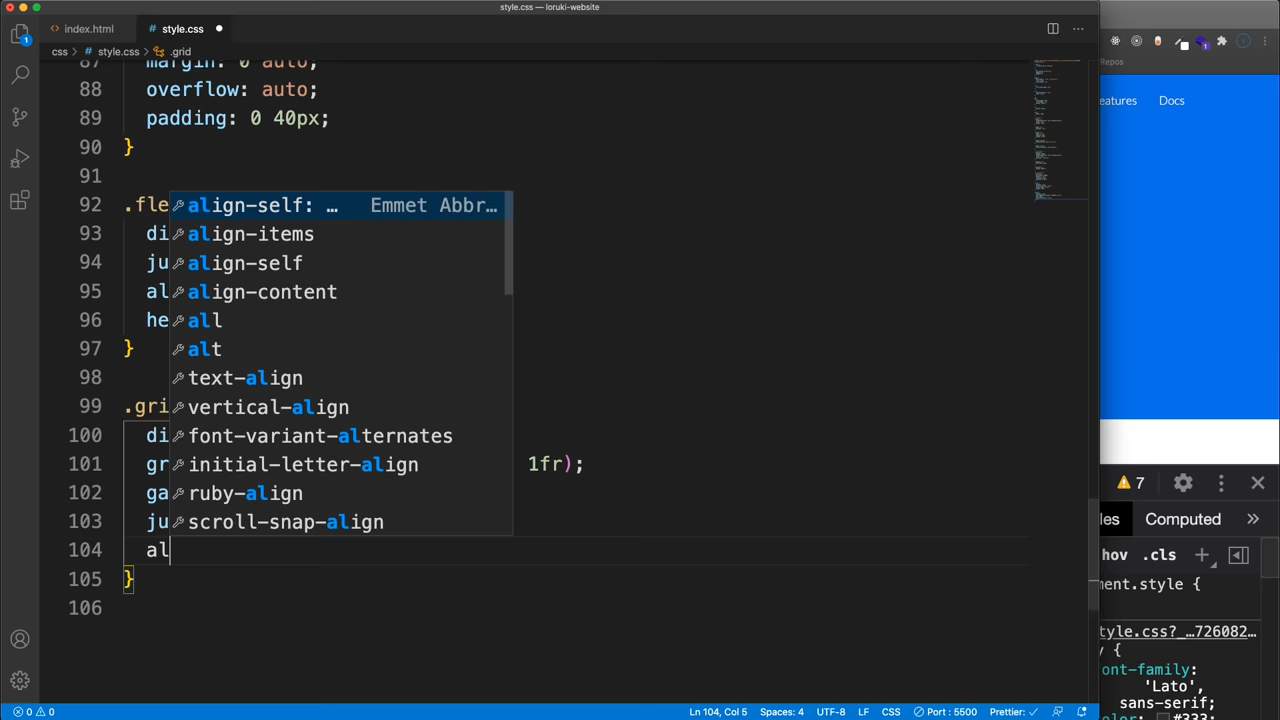 style.css — loruki-website
index.html
style.css
css > style.css > .grid
87 margin: 0 auto;
88 overflow: auto;
89 padding: 0 40px;
90 }
91
92 .fle
93 di
94 ju
95 al
96 he
97 }
98
99 .gri
100 di
101 gr 1fr);
102 ga
103 ju
104 al
105 }
106
align-self: … Emmet Abbr…
align-items
align-self
align-content
all
alt
text-align
vertical-align
font-variant-alternates
initial-letter-align
ruby-align
scroll-snap-align
1
Repos
eatures Docs
7
les Computed
hov .cls
ment.style {
tyle.css?_…726082…
y {
font-family:
'Lato',
sans-serif;
color: #333
0 0 Ln 104, Col 5 Spaces: 4 UTF-8 LF CSS Port : 5500 Prettier: